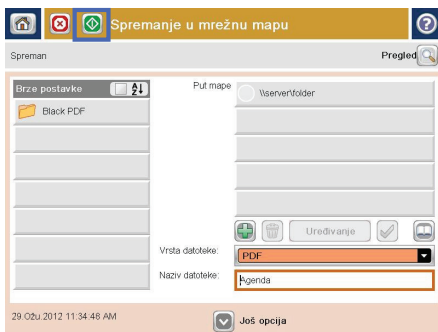 Spremanje u mrežnu mapu
Spreman
Pregled
Brze postavke
Put mape
\\server\folder
Black PDF
Uređivanje
Vrsta datoteke:
PDF
Naziv datoteke:
Agenda
29.Ožu.2012 11:34:46 AM
Još opcija